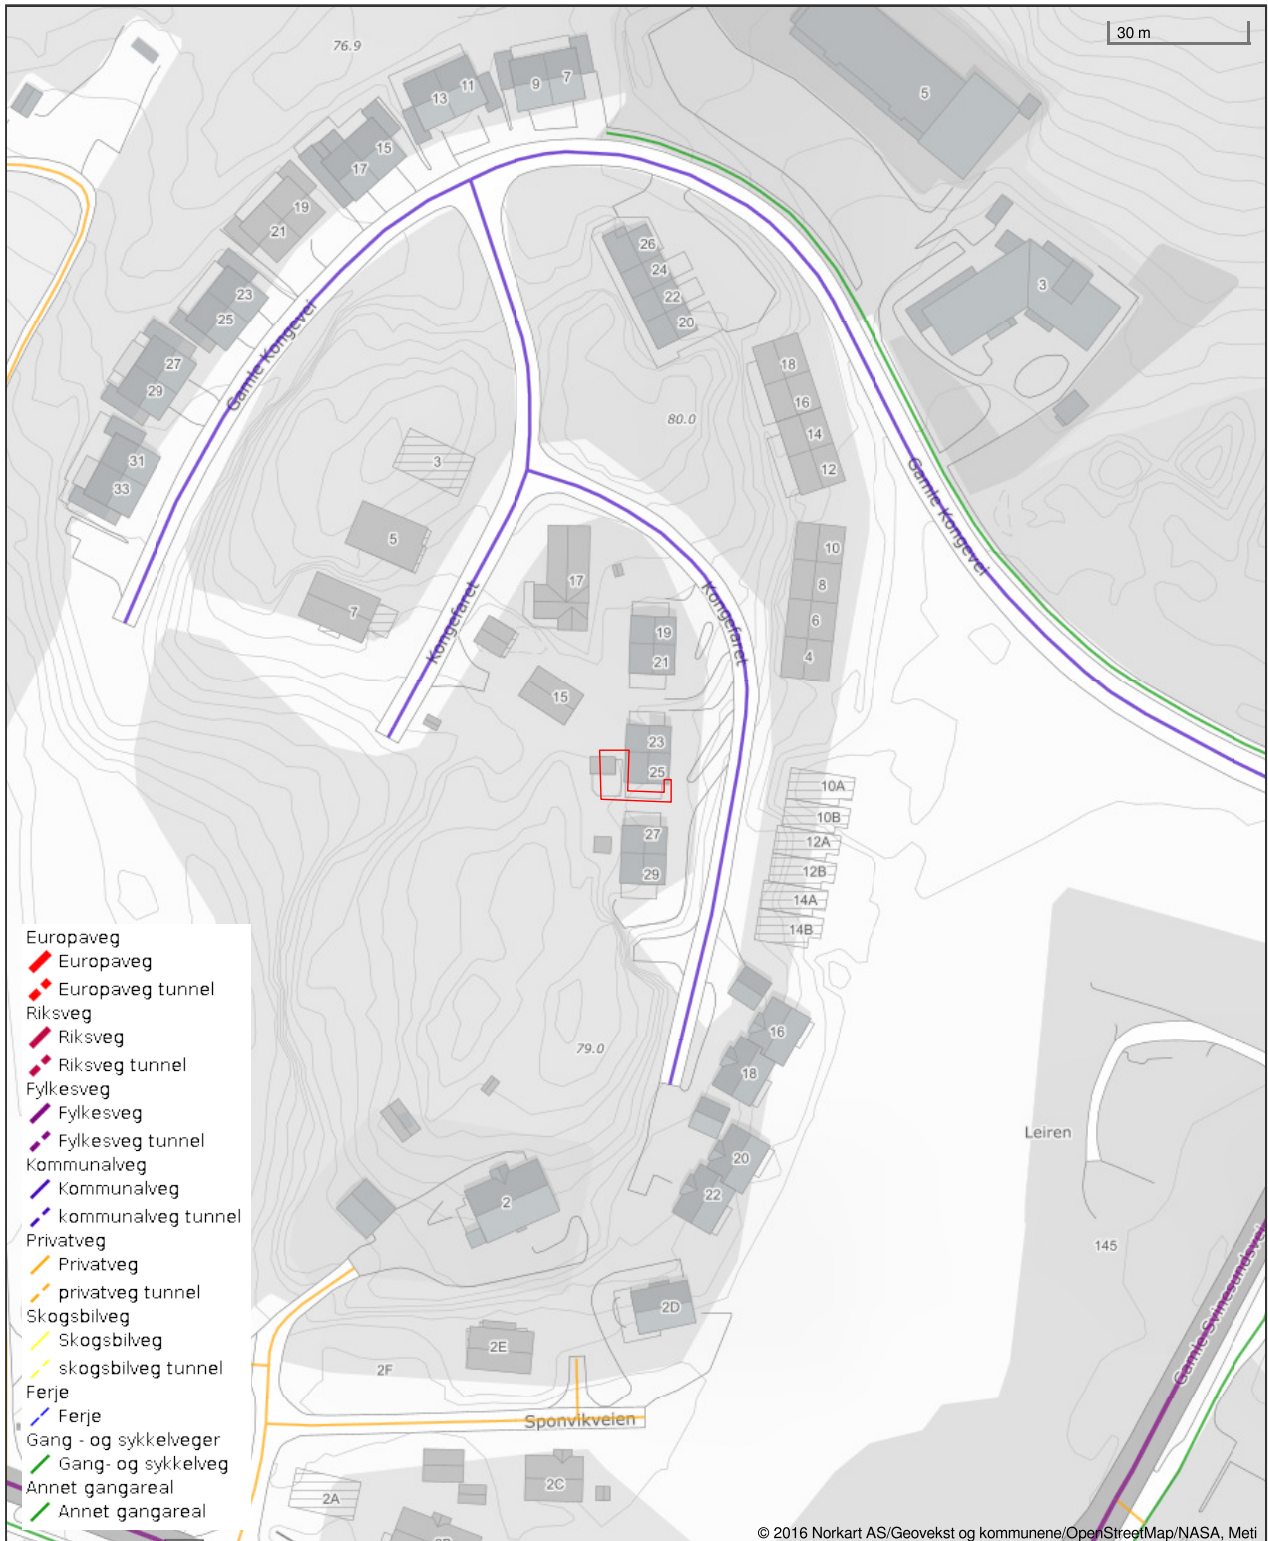 30 m
76.9
5
9
7
11
13
15
17
19
21
3
26
24
22
20
23
25
27
29
31
33
18
16
14
12
Gamle Kongevei
80.0
3
5
7
Gamle Kongevei
10
8
6
4
17
Kongefaret
Kongefaret
19
21
15
23
25
27
29
10A
10B
12A
12B
14A
14B
16
18
79.0
20
22
2
Leiren
145
Gamle Svinesundsvei
2D
2E
2F
Sponvikveien
2A
2C
Europaveg
Europaveg
Europaveg tunnel
Riksveg
Riksveg
Riksveg tunnel
Fylkesveg
Fylkesveg
Fylkesveg tunnel
Kommunalveg
Kommunalveg
kommunalveg tunnel
Privatveg
Privatveg
privatveg tunnel
Skogsbilveg
Skogsbilveg
skogsbilveg tunnel
Ferje
Ferje
Gang - og sykkelveger
Gang- og sykkelveg
Annet gangareal
Annet gangareal
© 2016 Norkart AS/Geovekst og kommunene/OpenStreetMap/NASA, Meti